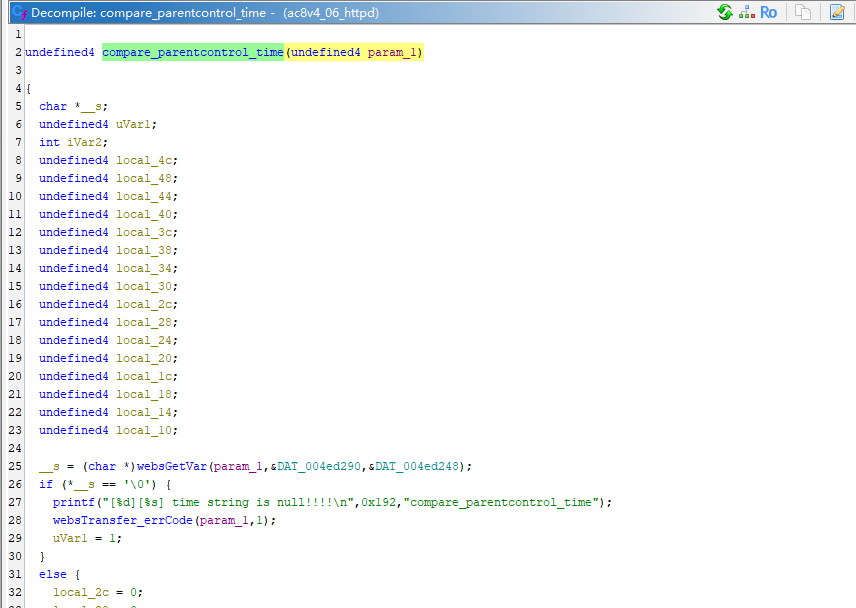 Decompile: compare_parentcontrol_time - (ac8v4_06_httpd)
Ro
1
2 undefined4 compare_parentcontrol_time(undefined4 param_1)
3
4 {
5 char *__s;
6 undefined4 uVar1;
7 int iVar2;
8 undefined4 local_4c;
9 undefined4 local_48;
10 undefined4 local_44;
11 undefined4 local_40;
12 undefined4 local_3c;
13 undefined4 local_38;
14 undefined4 local_34;
15 undefined4 local_30;
16 undefined4 local_2c;
17 undefined4 local_28;
18 undefined4 local_24;
19 undefined4 local_20;
20 undefined4 local_1c;
21 undefined4 local_18;
22 undefined4 local_14;
23 undefined4 local_10;
24
25 __s = (char *)websGetVar(param_1,&DAT_004ed290,&DAT_004ed248);
26 if (*__s == '\0') {
27 printf("[%d][%s] time string is null!!!!\n",0x192,"compare_parentcontrol_time");
28 websTransfer_errCode(param_1,1);
29 uVar1 = 1;
30 }
31 else {
32 local_2c = 0;